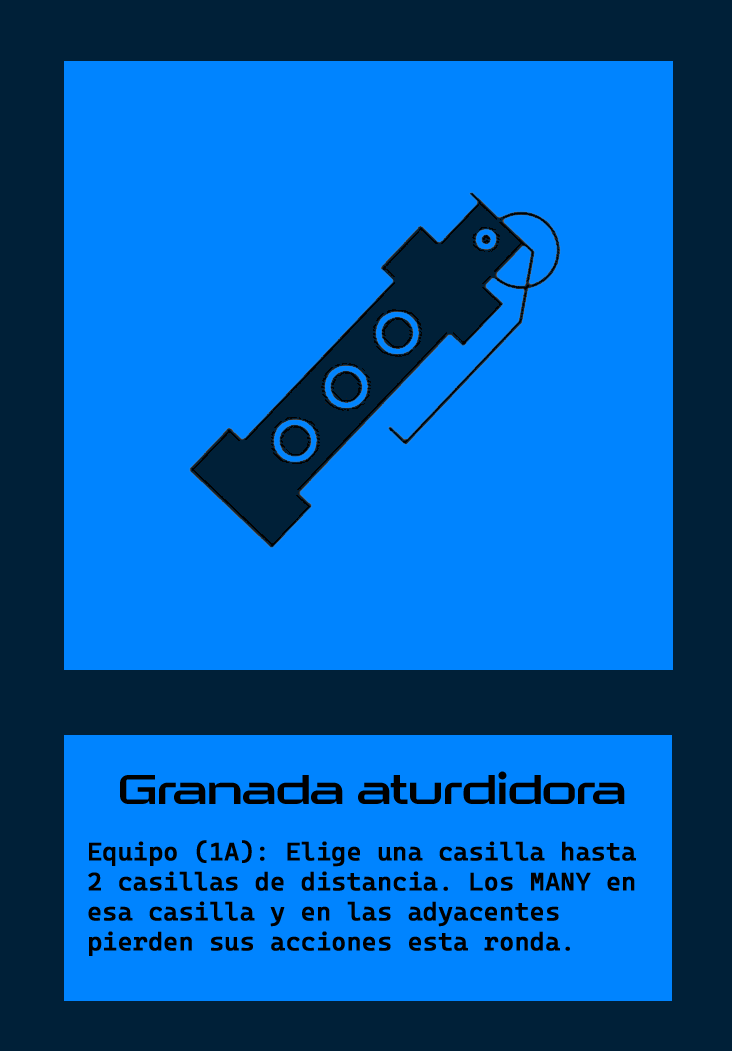 Granada aturdidora
Equipo (1A): Elige una casilla hasta
2 casillas de distancia. Los MANY en
esa casilla y en las adyacentes
pierden sus acciones esta ronda.